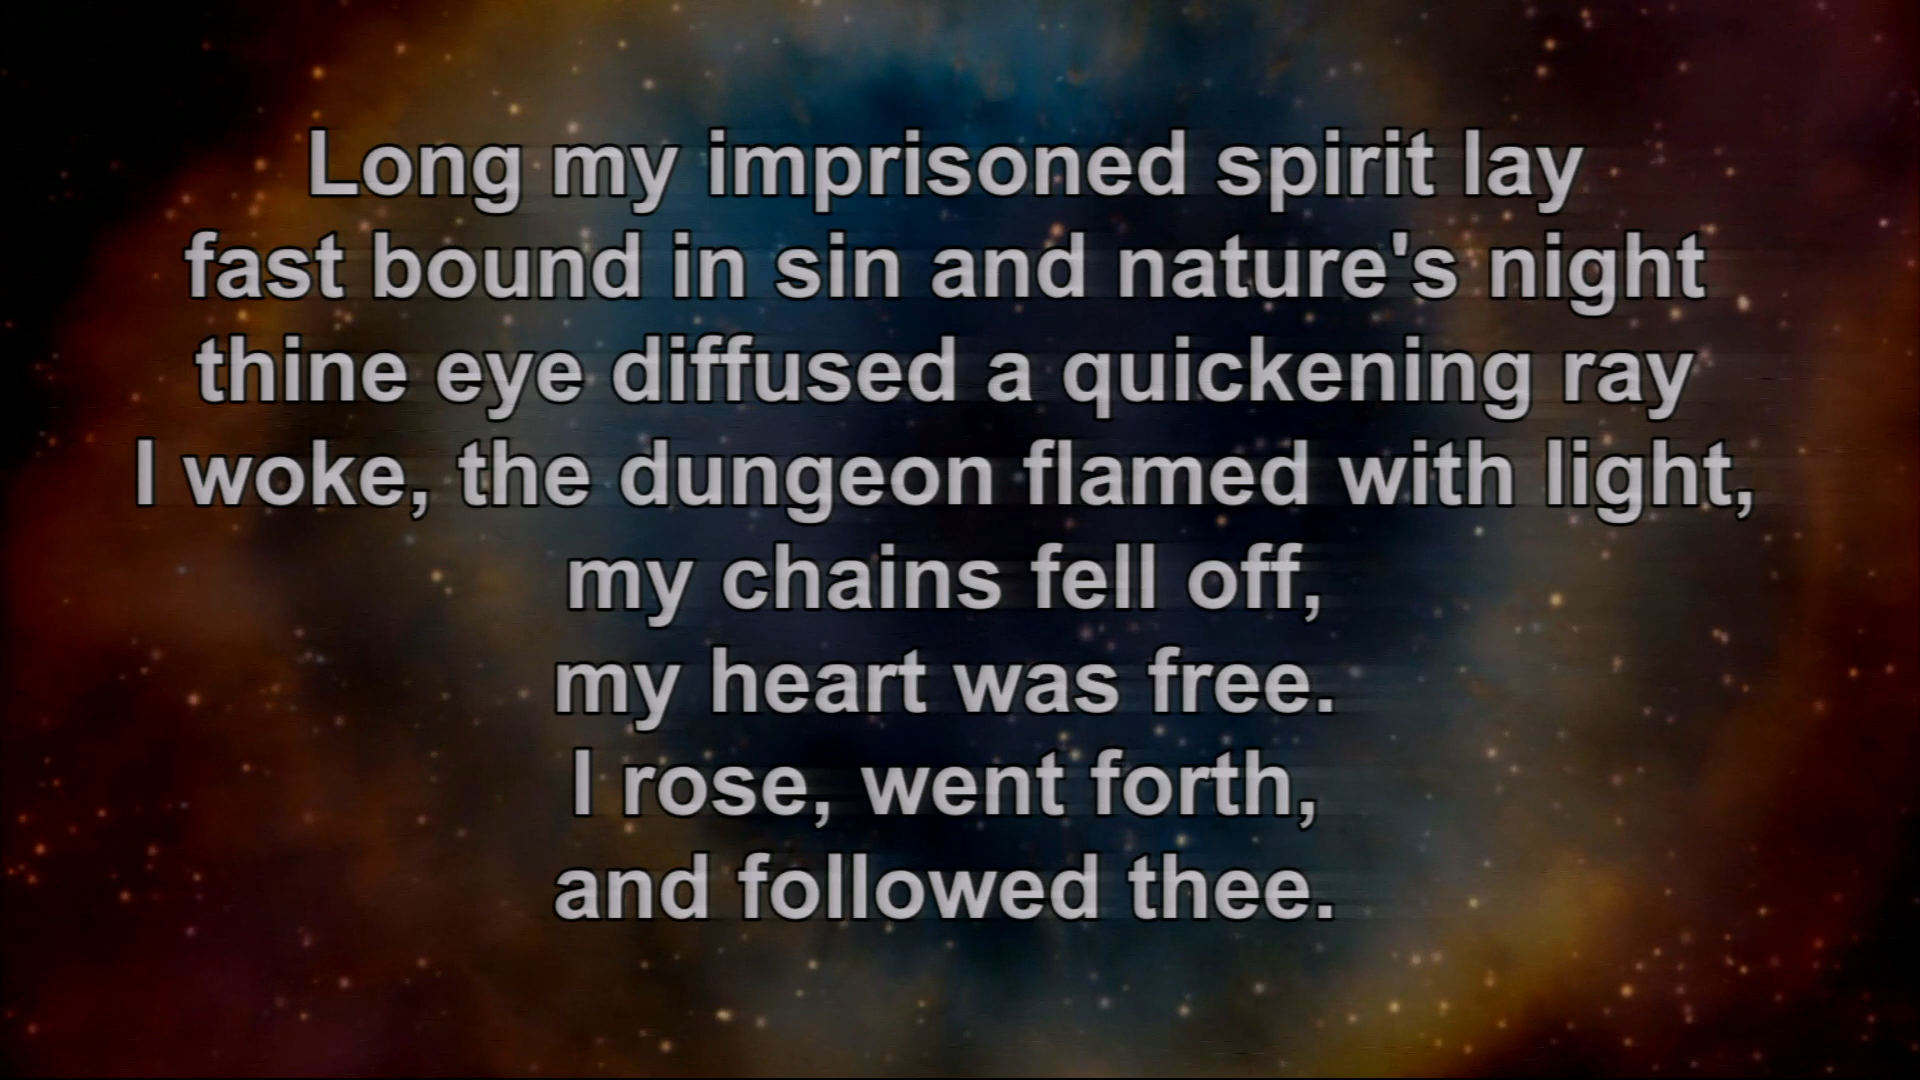 Long my imprisoned spirit lay
fast bound in sin and nature's night
thine eye diffused a quickening ray
I woke, the dungeon flamed with light,
my chains fell off,
my heart was free.
I rose, went forth,
and followed thee.